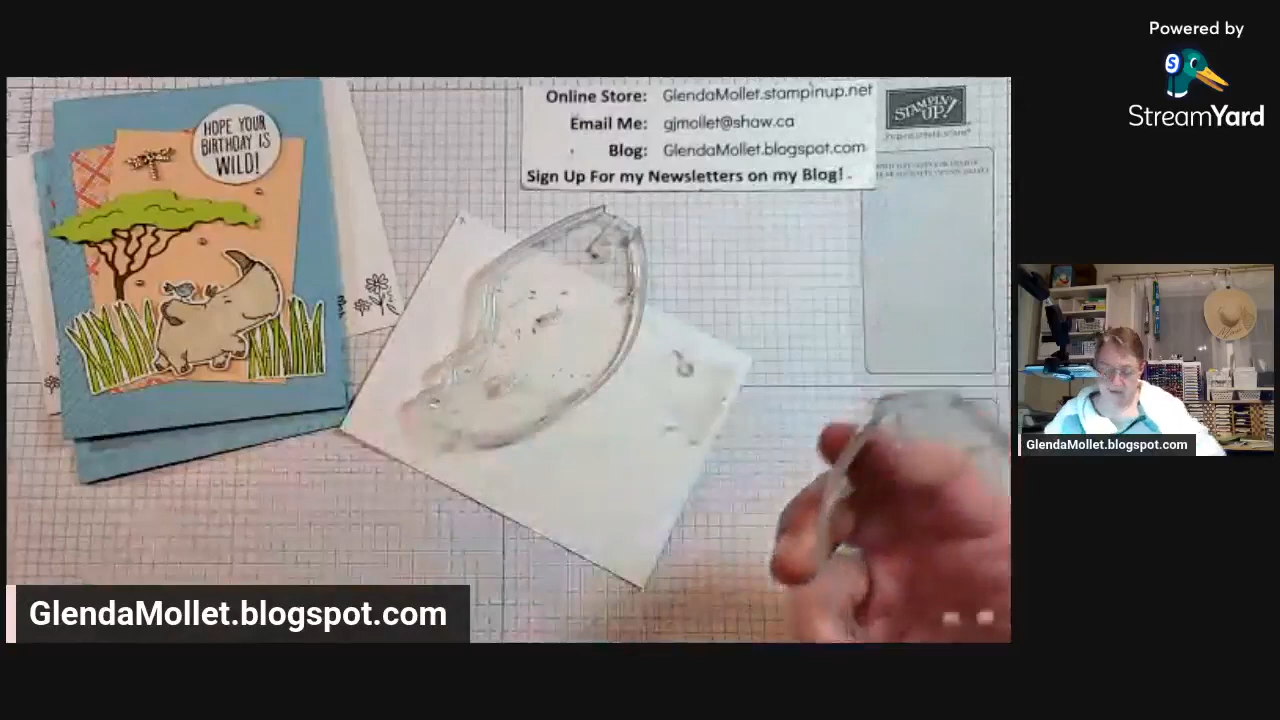 Powered by
StreamYard
Online Store: GlendaMollet.stampinup.net
Email Me: gjmollet@shaw.ca
Blog: GlendaMollet.blogspot.com
Sign Up For my Newsletters on my Blog!
STAMPIN' UP!
HOPE YOUR
BIRTHDAY IS
WILD!
GlendaMollet.blogspot.com
GlendaMollet.blogspot.com